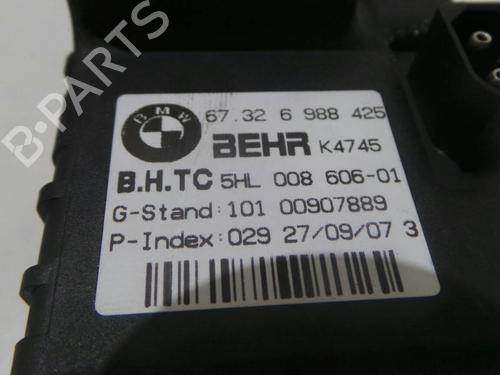 BMW
67.32 6 988 425
BEHR K4745
B.H.TC 5HL 008 606-01
G-Stand:101 00907889
P-Index:029 27/09/07 3
B-PARTS